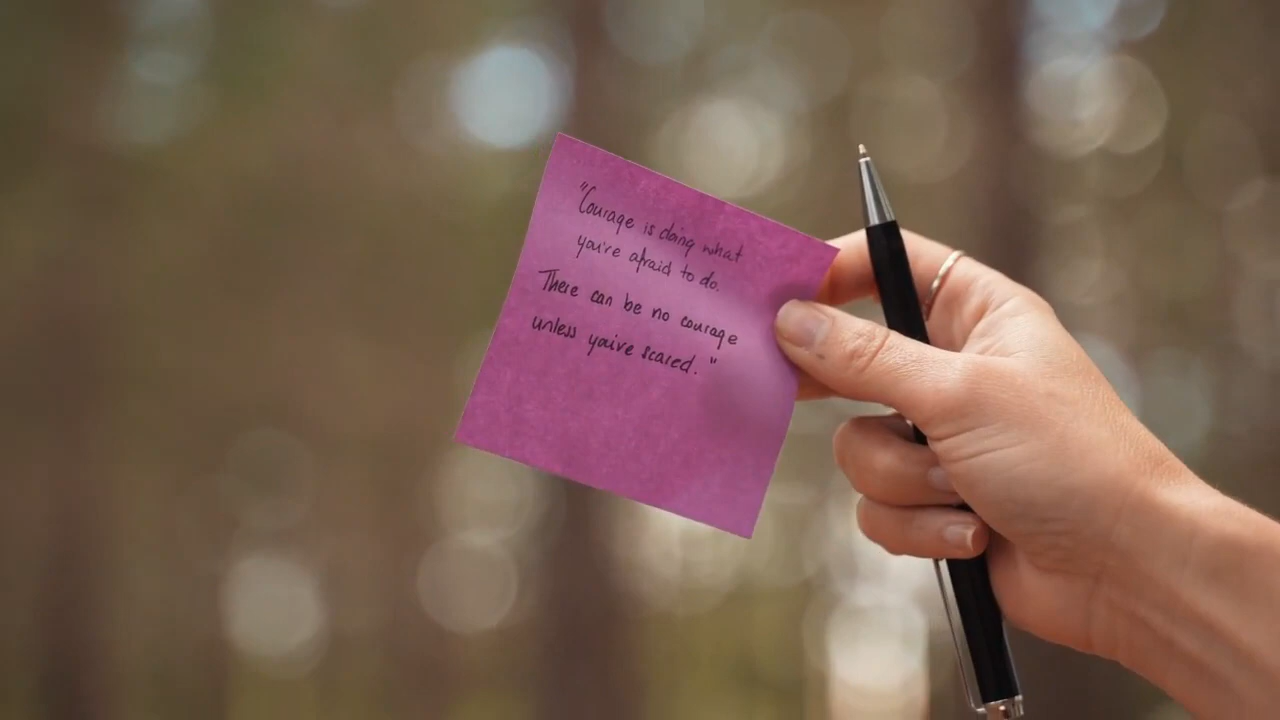 "Courage is doing what
you're afraid to do.
There can be no courage
unless you're scared."